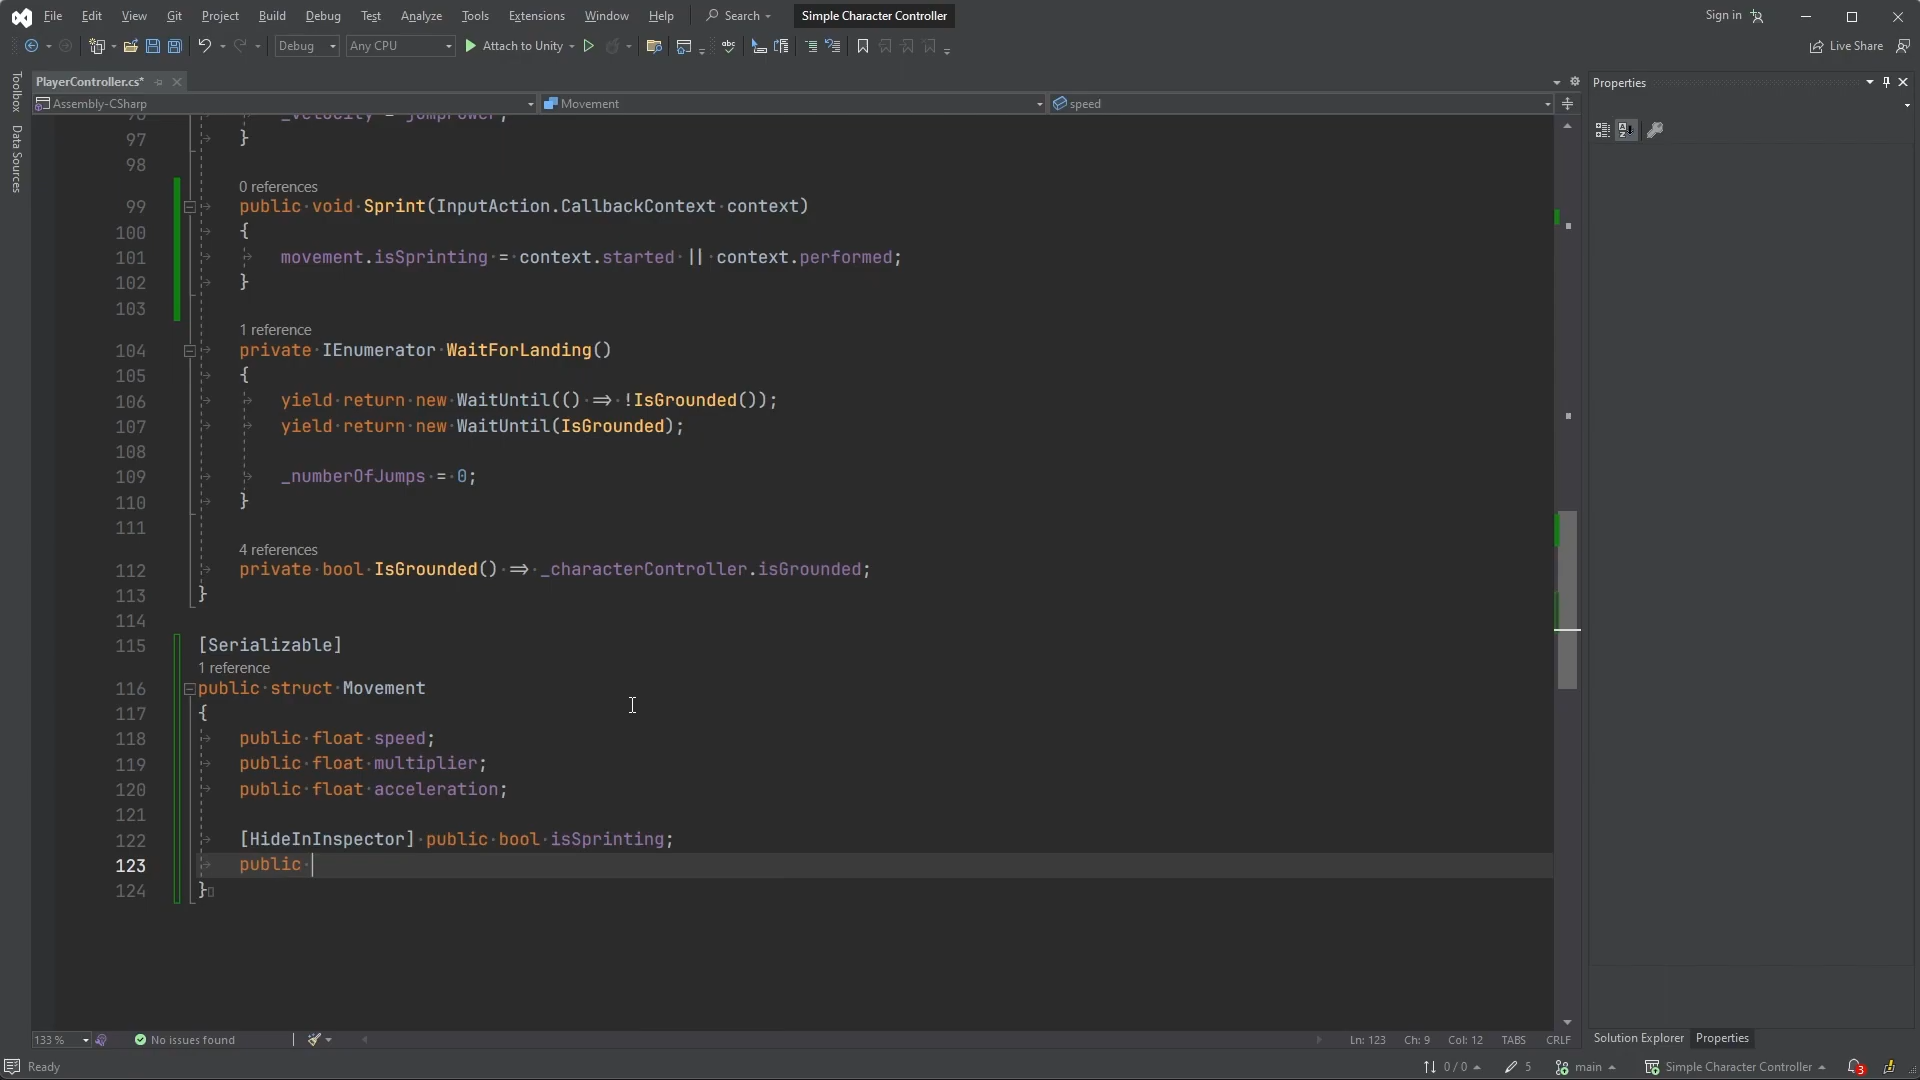 File Edit View Git Project Build Debug Test Analyze Tools Extensions Window Help Search Simple Character Controller Sign in
Debug Any CPU Attach to Unity Live Share
Toolbox
Data Sources
PlayerController.cs*
Assembly-CSharp Movement speed
Properties
96 _velocity = jumpPower;
97 }
98
0 references
99 public void Sprint(InputAction.CallbackContext context)
100 {
101 movement.isSprinting = context.started || context.performed;
102 }
103
1 reference
104 private IEnumerator WaitForLanding()
105 {
106 yield return new WaitUntil(() => !IsGrounded());
107 yield return new WaitUntil(IsGrounded);
108
109 _numberOfJumps = 0;
110 }
111
4 references
112 private bool IsGrounded() => _characterController.isGrounded;
113 }
114
115 [Serializable]
1 reference
116 public struct Movement
117 {
118 public float speed;
119 public float multiplier;
120 public float acceleration;
121
122 [HideInInspector] public bool isSprinting;
123 public
124 }
133 % No issues found Ln: 123 Ch: 9 Col: 12 TABS CRLF
Solution Explorer Properties
Ready 0 / 0 5 main Simple Character Controller 3